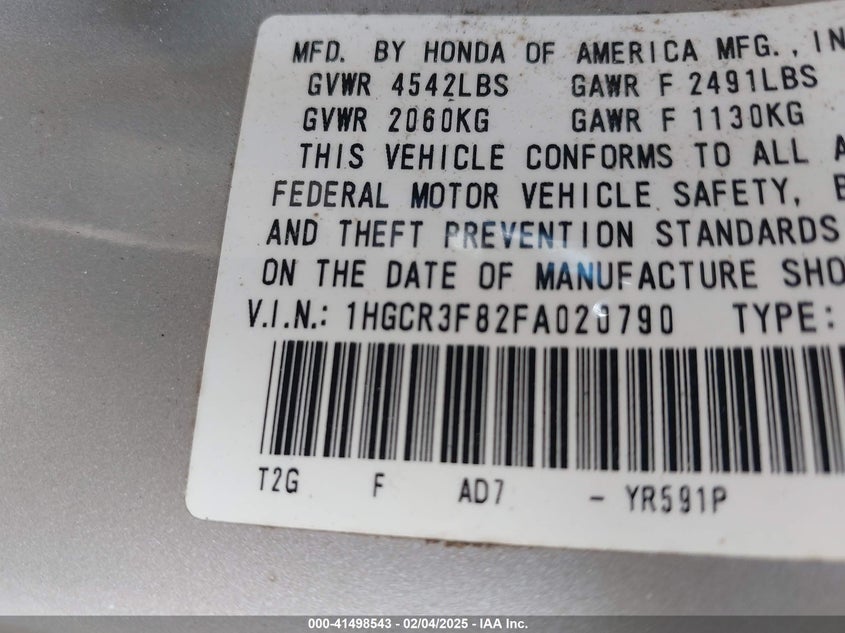 MFD. BY HONDA OF AMERICA MFG., IN
GVWR 4542LBS GAWR F 2491LBS
GVWR 2060KG GAWR F 1130KG
THIS VEHICLE CONFORMS TO ALL A
FEDERAL MOTOR VEHICLE SAFETY, B
AND THEFT PREVENTION STANDARDS
ON THE DATE OF MANUFACTURE SHO
V.I.N.: 1HGCR3F82FA020790 TYPE:
T2G F AD7 - YR591P
000-41498543 - 02/04/2025 - IAA Inc.